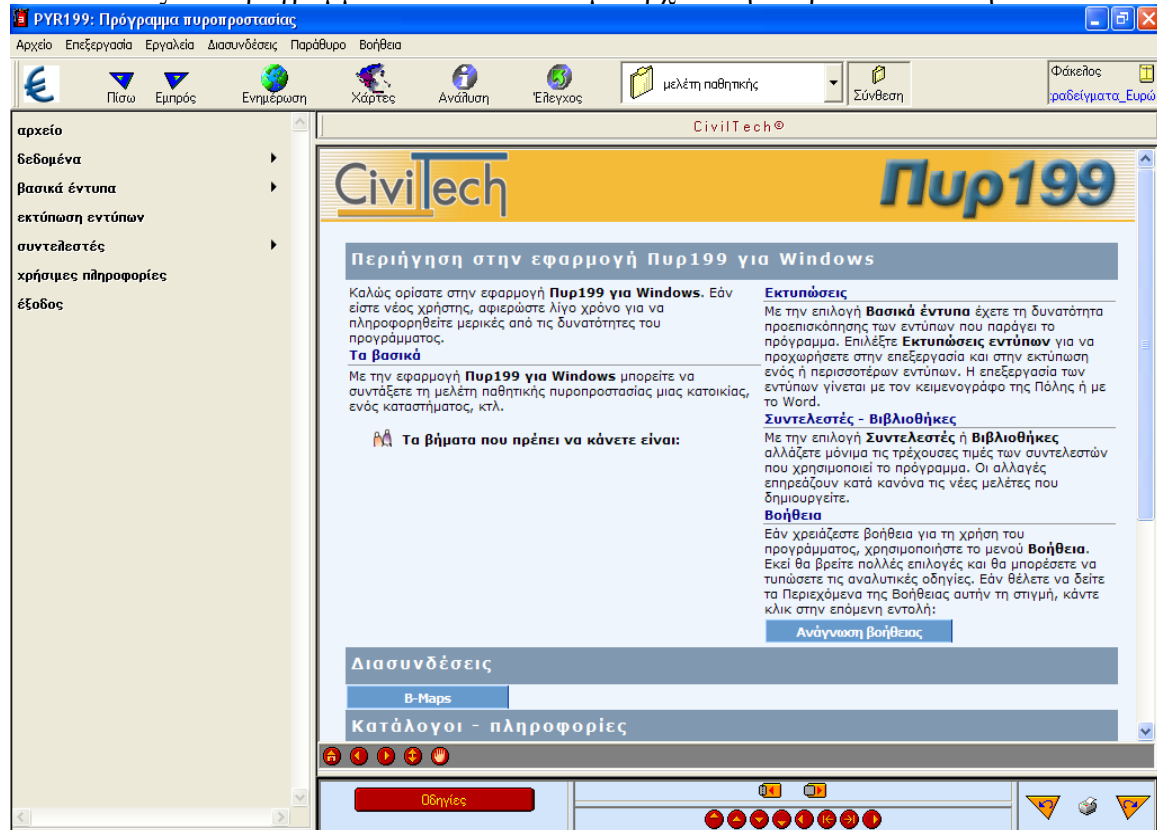 PYR199: Πρόγραμμα πυροπροστασίας
Αρχείο Επεξεργασία Εργαλεία Διασυνδέσεις Παράθυρο Βοήθεια
Πίσω Εμπρός Ενημέρωση Χάρτες Ανάλυση Έλεγχος μελέτη παθητικής Σύνθεση Φάκελος
ραδείγματα_Ευρώ
αρχείο
δεδομένα
βασικά έντυπα
εκτύπωση εντύπων
συντελεστές
χρήσιμες πληροφορίες
έξοδος
CivilTech®
CivilTech
Πυρ199
Περιήγηση στην εφαρμογή Πυρ199 για Windows
Καλώς ορίσατε στην εφαρμογή Πυρ199 για Windows. Εάν
είστε νέος χρήστης, αφιερώστε λίγο χρόνο για να
πληροφορηθείτε μερικές από τις δυνατότητες του
προγράμματος.
Τα βασικά
Με την εφαρμογή Πυρ199 για Windows μπορείτε να
συντάξετε τη μελέτη παθητικής πυροπροστασίας μιας κατοικίας,
ενός καταστήματος, κτλ.
Τα βήματα που πρέπει να κάνετε είναι:
Εκτυπώσεις
Με την επιλογή Βασικά έντυπα έχετε τη δυνατότητα
προεπισκόπησης των εντύπων που παράγει το
πρόγραμμα. Επιλέξτε Εκτυπώσεις εντύπων για να
προχωρήσετε στην επεξεργασία και στην εκτύπωση
ενός ή περισσοτέρων εντύπων. Η επεξεργασία των
εντύπων γίνεται με τον κειμενογράφο της Πόλης ή με
το Word.
Συντελεστές - Βιβλιοθήκες
Με την επιλογή Συντελεστές ή Βιβλιοθήκες
αλλάζετε μόνιμα τις τρέχουσες τιμές των συντελεστών
που χρησιμοποιεί το πρόγραμμα. Οι αλλαγές
επηρεάζουν κατά κανόνα τις νέες μελέτες που
δημιουργείτε.
Βοήθεια
Εάν χρειάζεστε βοήθεια για τη χρήση του
προγράμματος, χρησιμοποιήστε το μενού Βοήθεια.
Εκεί θα βρείτε πολλές επιλογές και θα μπορέσετε να
τυπώσετε τις αναλυτικές οδηγίες. Εάν θέλετε να δείτε
τα Περιεχόμενα της Βοήθειας αυτήν τη στιγμή, κάντε
κλικ στην επόμενη εντολή:
Ανάγνωση βοήθειας
Διασυνδέσεις
B-Maps
Κατάλογοι - πληροφορίες
Οδηγίες